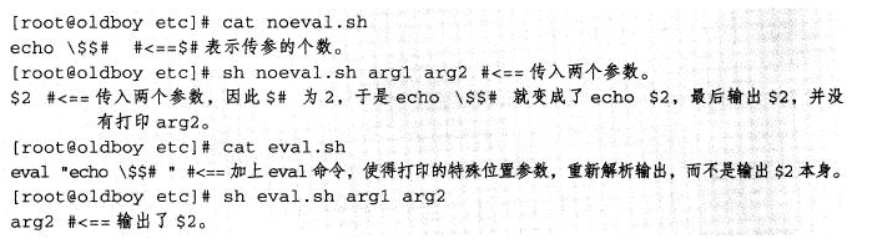 [root@oldboy etc]# cat noeval.sh
echo \$$#  #<==$# 表示传参的个数。
[root@oldboy etc]# sh noeval.sh arg1 arg2 #<== 传入两个参数。
$2 #<== 传入两个参数，因此 $# 为 2，于是 echo \$$# 就变成了 echo $2，最后输出 $2，并没
有打印 arg2。
[root@oldboy etc]# cat eval.sh
eval "echo \$$# " #<== 加上 eval 命令，使得打印的特殊位置参数，重新解析输出，而不是输出 $2 本身。
[root@oldboy etc]# sh eval.sh arg1 arg2
arg2 #<== 输出了 $2。